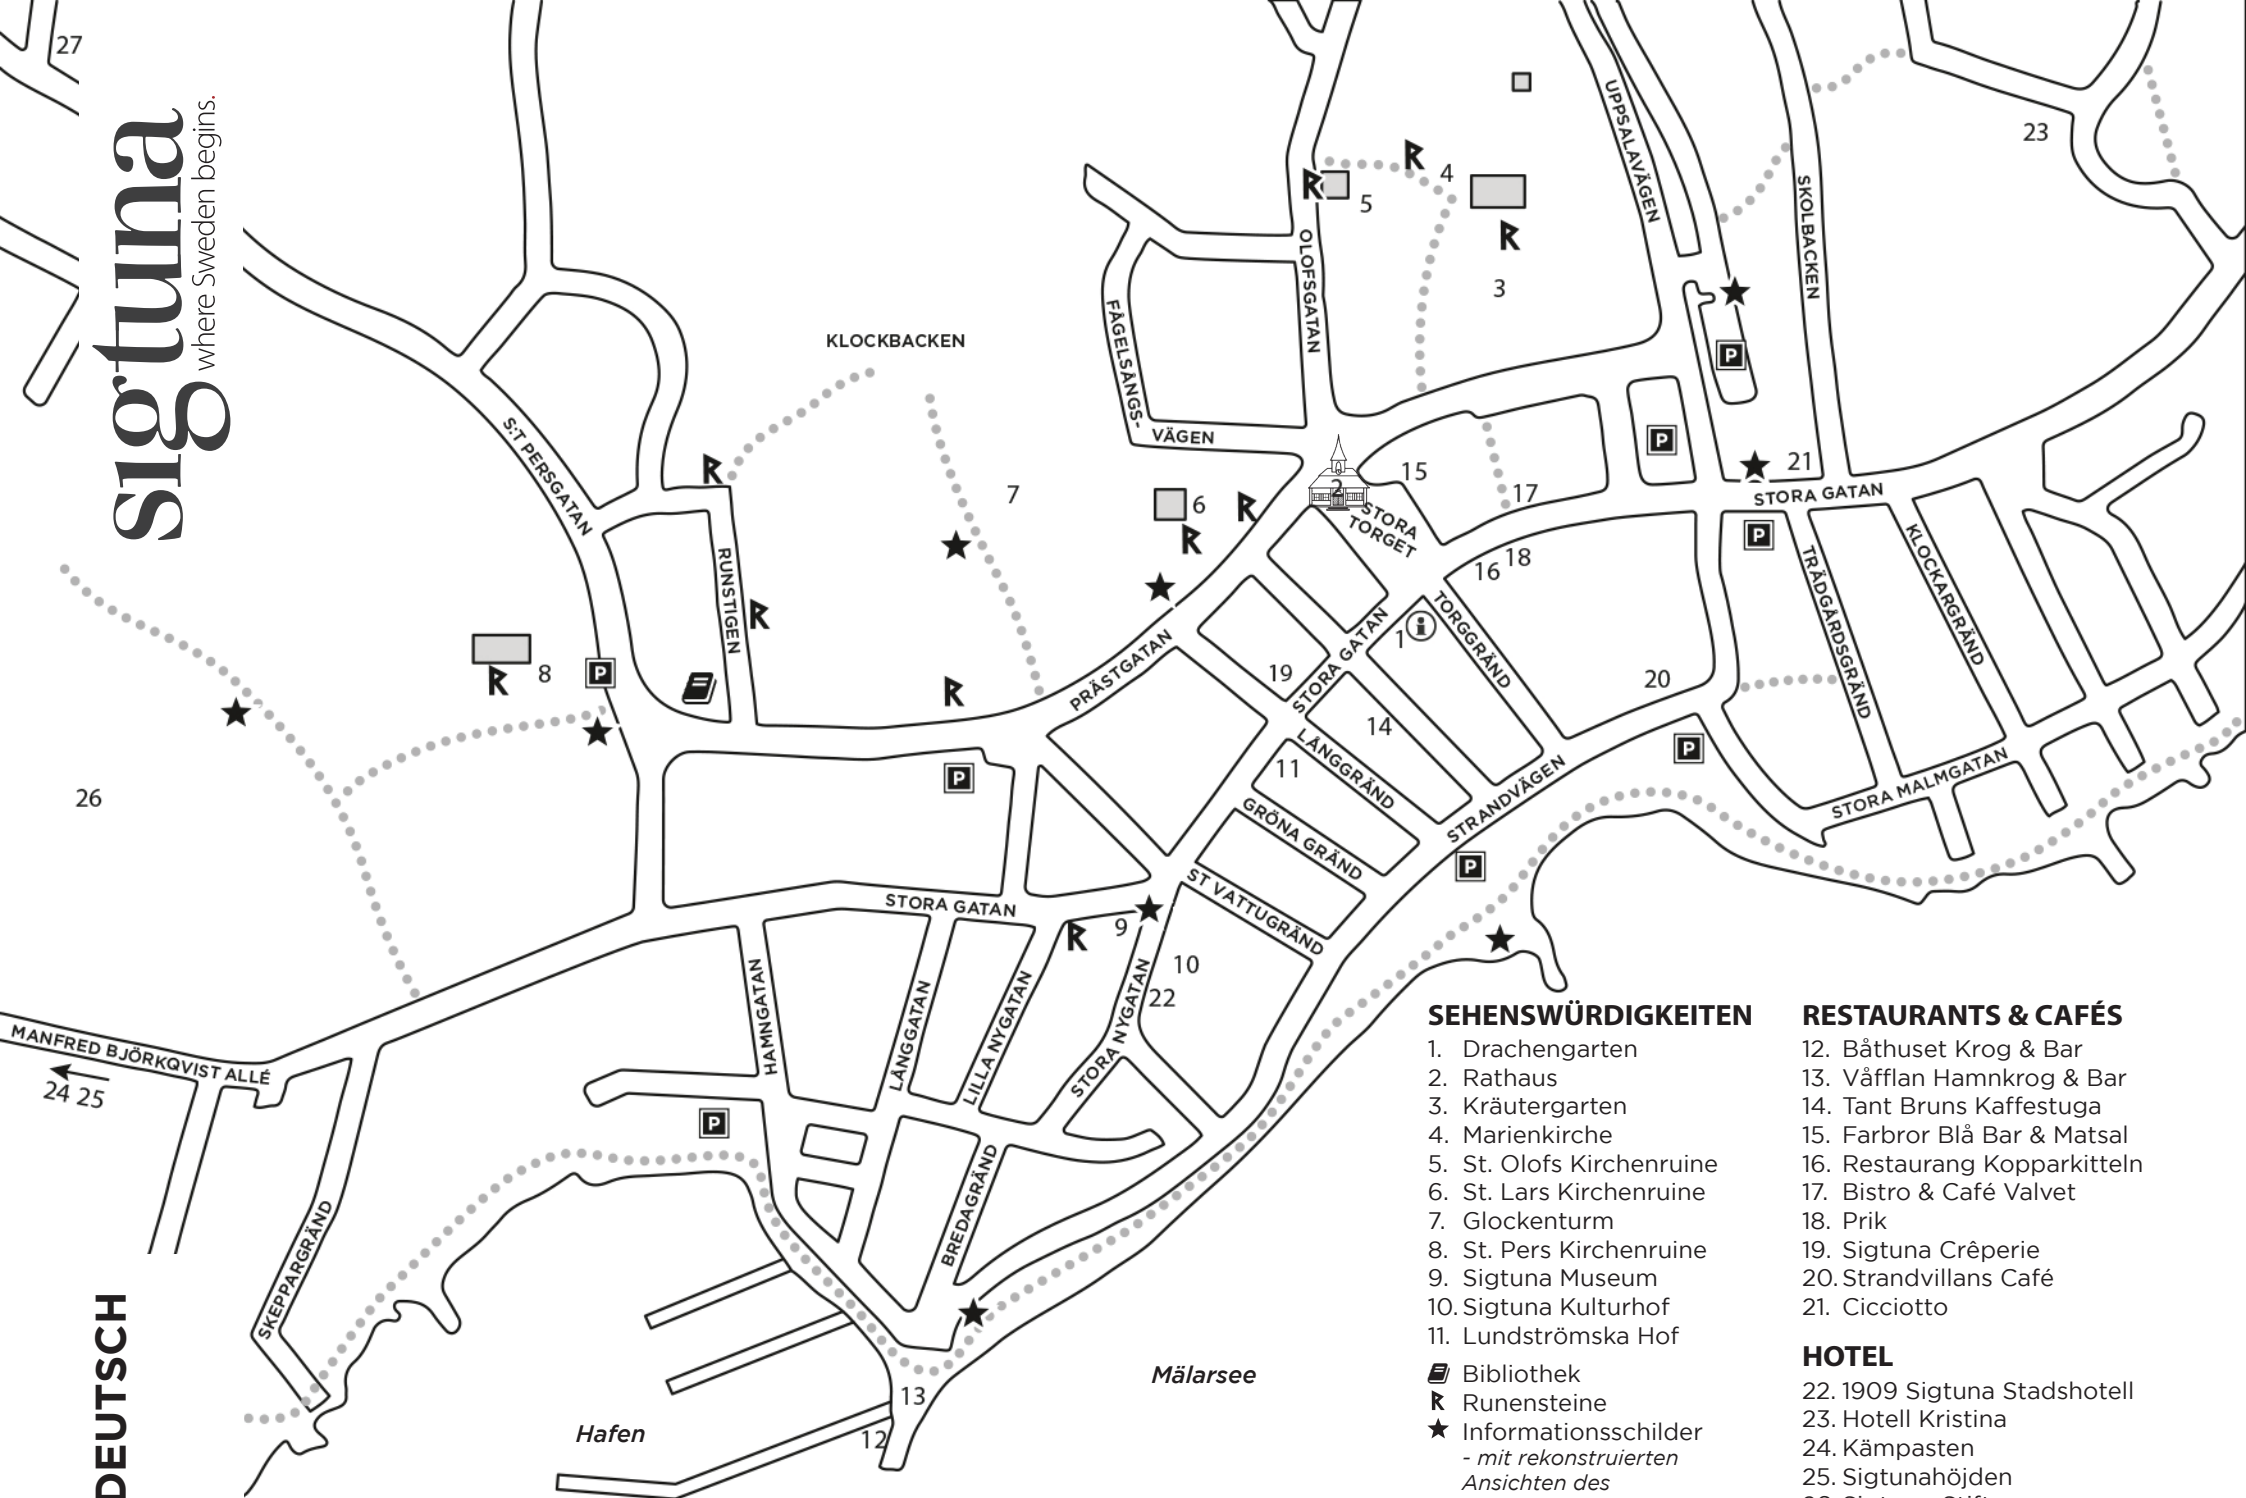 27
sigtuna
where Sweden begins.
23
4
5
3
UPPSALAVÄGEN
SKOLBACKEN
OLOFSGATAN
KLOCKBACKEN
FÅGELSÅNGS-
VÄGEN
S:T PERSGATAN
7
6
2
15
17
21
P
P
P
STORA GATAN
STORA
TORGET
16
18
RUNSTIGEN
TRÄDGÅRDSGRÄND
KLOCKARGRÄND
8
P
PRÄSTGATAN
19
STORA GATAN
1
TORGGRÄND
20
14
11
LÅNGGRÄND
P
26
P
GRÖNA GRÄND
STRANDVÄGEN
STORA MALMGATAN
P
ST VATTUGRÄND
STORA GATAN
9
10
22
HAMNGATAN
LÅNGGATAN
LILLA NYGATAN
STORA NYGATAN
MANFRED BJÖRKQVIST ALLÉ
24 25
P
BREDAGRÄND
SKEPPARGRÄND
DEUTSCH
13
12
Hafen
Mälarsee
SEHENSWÜRDIGKEITEN
1. Drachengarten
2. Rathaus
3. Kräutergarten
4. Marienkirche
5. St. Olofs Kirchenruine
6. St. Lars Kirchenruine
7. Glockenturm
8. St. Pers Kirchenruine
9. Sigtuna Museum
10. Sigtuna Kulturhof
11. Lundströmska Hof
Bibliothek
Runensteine
Informationsschilder
- mit rekonstruierten
Ansichten des
RESTAURANTS & CAFÉS
12. Båthuset Krog & Bar
13. Våfflan Hamnkrog & Bar
14. Tant Bruns Kaffestuga
15. Farbror Blå Bar & Matsal
16. Restaurang Kopparkitteln
17. Bistro & Café Valvet
18. Prik
19. Sigtuna Crêperie
20. Strandvillans Café
21. Cicciotto
HOTEL
22. 1909 Sigtuna Stadshotell
23. Hotell Kristina
24. Kämpasten
25. Sigtunahöjden